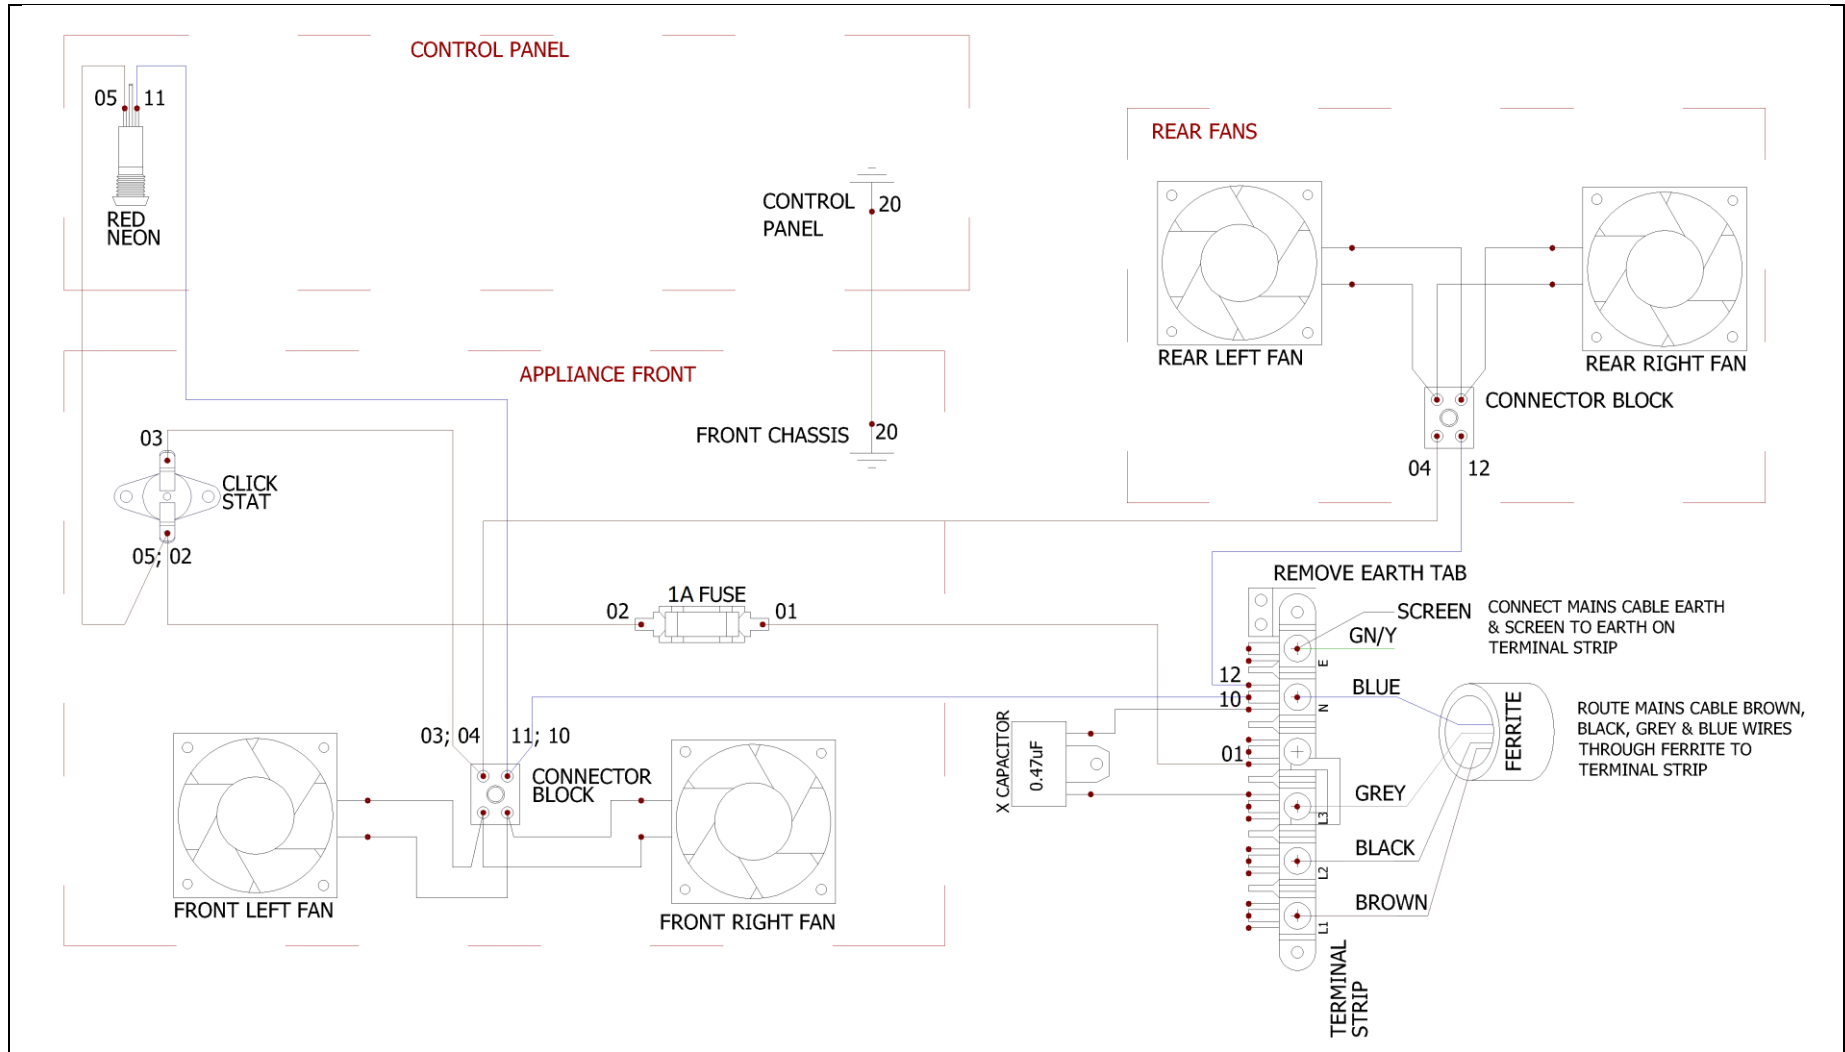 CONTROL PANEL
05
11
RED
NEON
CONTROL
PANEL
20
REAR FANS
REAR LEFT FAN
REAR RIGHT FAN
CONNECTOR BLOCK
04
12
APPLIANCE FRONT
FRONT CHASSIS
20
03
CLICK
STAT
05; 02
1A FUSE
02
01
03; 04
11; 10
CONNECTOR
BLOCK
FRONT LEFT FAN
FRONT RIGHT FAN
REMOVE EARTH TAB
SCREEN
GN/Y
CONNECT MAINS CABLE EARTH
& SCREEN TO EARTH ON
TERMINAL STRIP
E
12
10
BLUE
N
01
X CAPACITOR
0.47uF
GREY
L3
BLACK
L2
BROWN
L1
FERRITE
ROUTE MAINS CABLE BROWN,
BLACK, GREY & BLUE WIRES
THROUGH FERRITE TO
TERMINAL STRIP
TERMINAL
STRIP